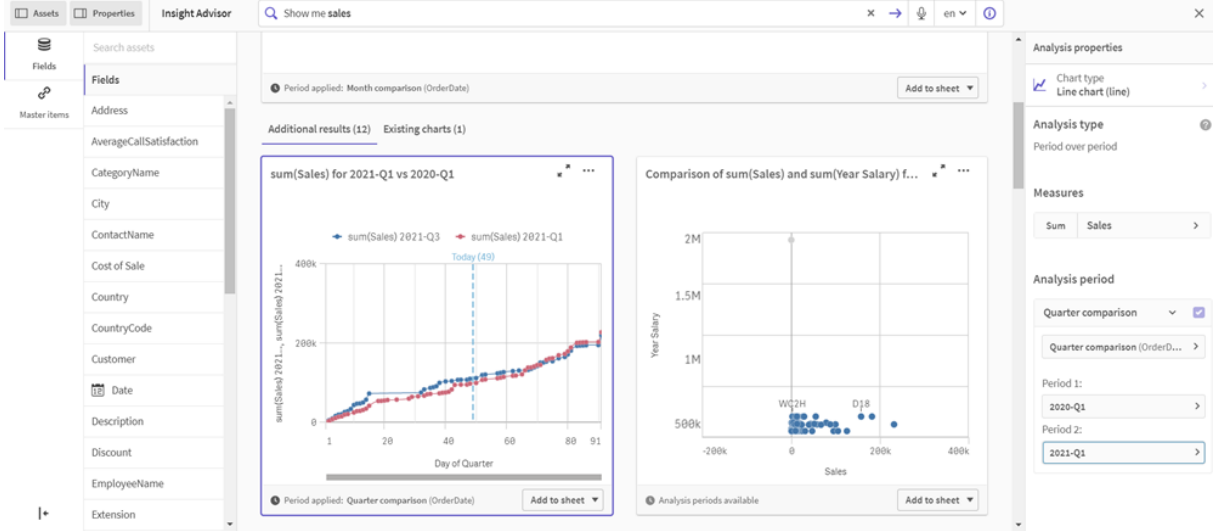 Assets Properties Insight Advisor Show me sales en
Fields
Master items
Search assets
Fields
Address
AverageCallSatisfaction
CategoryName
City
ContactName
Cost of Sale
Country
CountryCode
Customer
Date
Description
Discount
EmployeeName
Extension
Period applied: Month comparison (OrderDate) Add to sheet
Additional results (12) Existing charts (1)
sum(Sales) for 2021-Q1 vs 2020-Q1
sum(Sales) 2021-Q3 sum(Sales) 2021-Q1
Today (49)
400k
200k
0
sum(Sales) 2021..., sum(Sales) 2021...
1 20 40 60 80 91
Day of Quarter
Period applied: Quarter comparison (OrderDate) Add to sheet
Comparison of sum(Sales) and sum(Year Salary) f...
2M
1.5M
1M
500k
Year Salary
WC2H D18
-200k 0 200k 400k
Sales
Analysis periods available Add to sheet
Analysis properties
Chart type
Line chart (line)
Analysis type
Period over period
Measures
Sum Sales
Analysis period
Quarter comparison
Quarter comparison (OrderD...
Period 1:
2020-Q1
Period 2:
2021-Q1